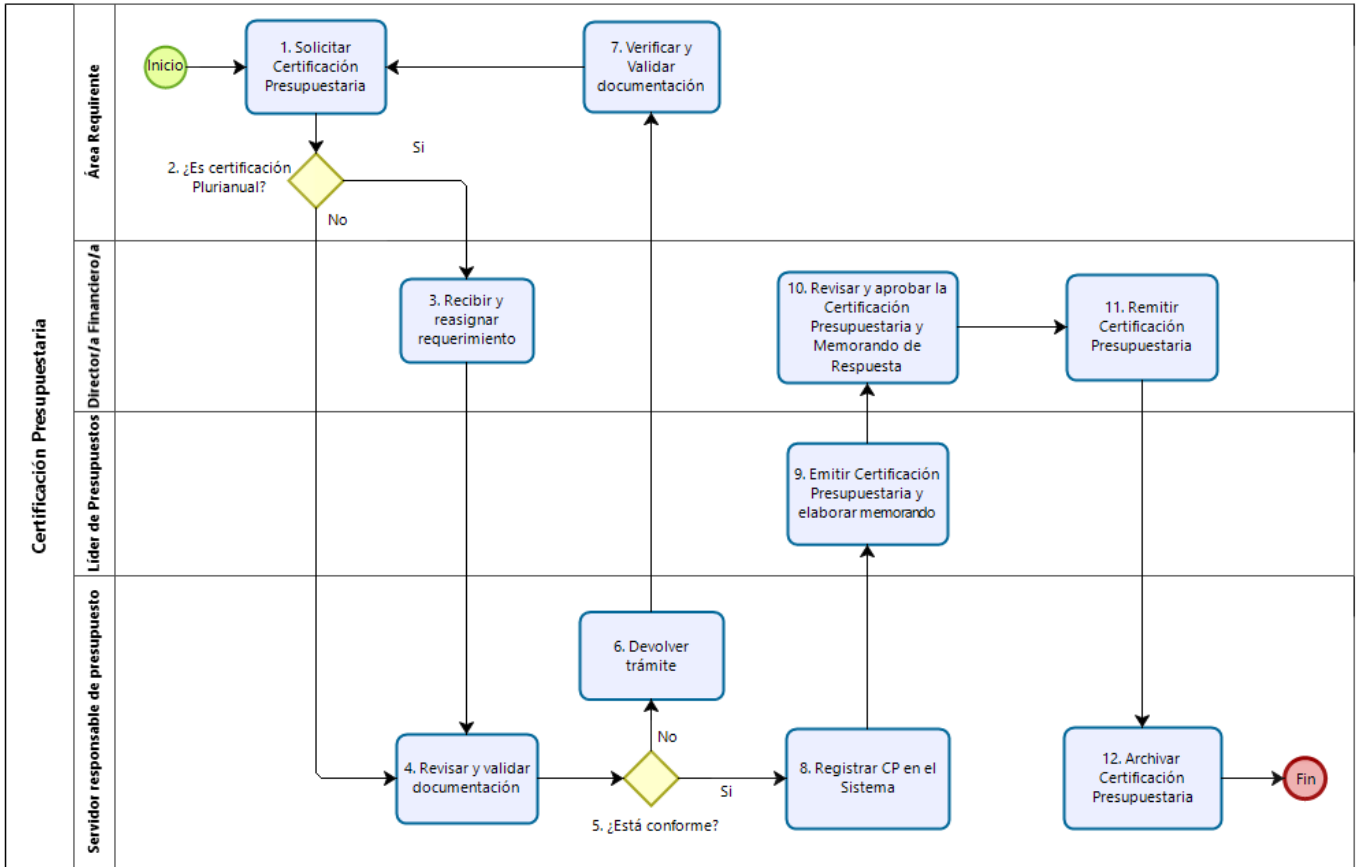 Certificación Presupuestaria
Área Requirente
Inicio
1. Solicitar
Certificación
Presupuestaria
7. Verificar y
Validar
documentación
2. ¿Es certificación
Plurianual?
Si
No
Director/a Financiero/a
3. Recibir y
reasignar
requerimiento
10. Revisar y aprobar la
Certificación
Presupuestaria y
Memorando de
Respuesta
11. Remitir
Certificación
Presupuestaria
Líder de Presupuestos
9. Emitir Certificación
Presupuestaria y
elaborar memorando
Servidor responsable de presupuesto
4. Revisar y validar
documentación
5. ¿Está conforme?
No
Si
6. Devolver
trámite
8. Registrar CP en el
Sistema
12. Archivar
Certificación
Presupuestaria
Fin